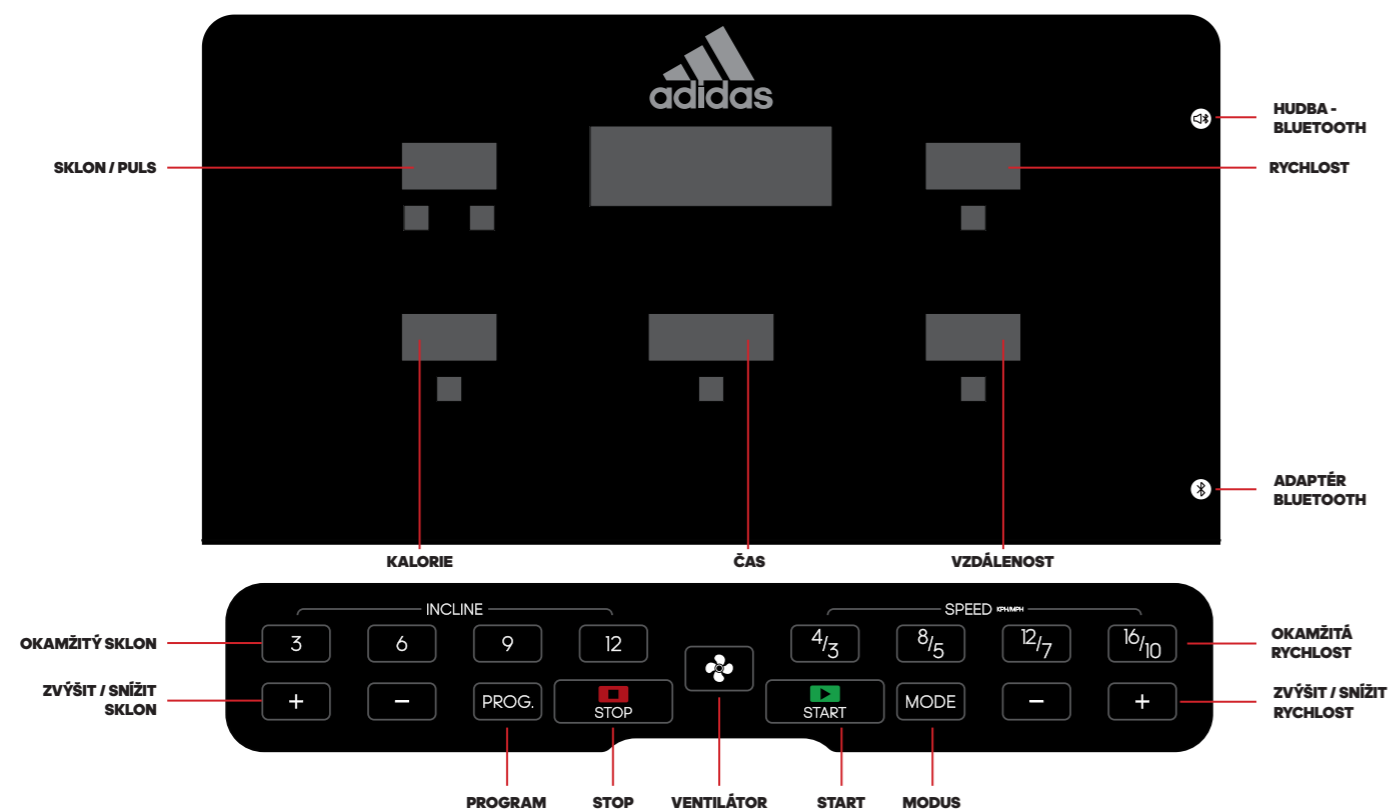 adidas
HUDBA -
BLUETOOTH
SKLON / PULS
RYCHLOST
ADAPTÉR
BLUETOOTH
KALORIE
ČAS
VZDÁLENOST
INCLINE
SPEED KPH/MPH
OKAMŽITÝ SKLON
3
6
9
12
4/3
8/5
12/7
16/10
OKAMŽITÁ
RYCHLOST
ZVÝŠIT / SNÍŽIT
SKLON
+
−
PROG.
STOP
START
MODE
−
+
ZVÝŠIT / SNÍŽIT
RYCHLOST
PROGRAM
STOP
VENTILÁTOR
START
MODUS